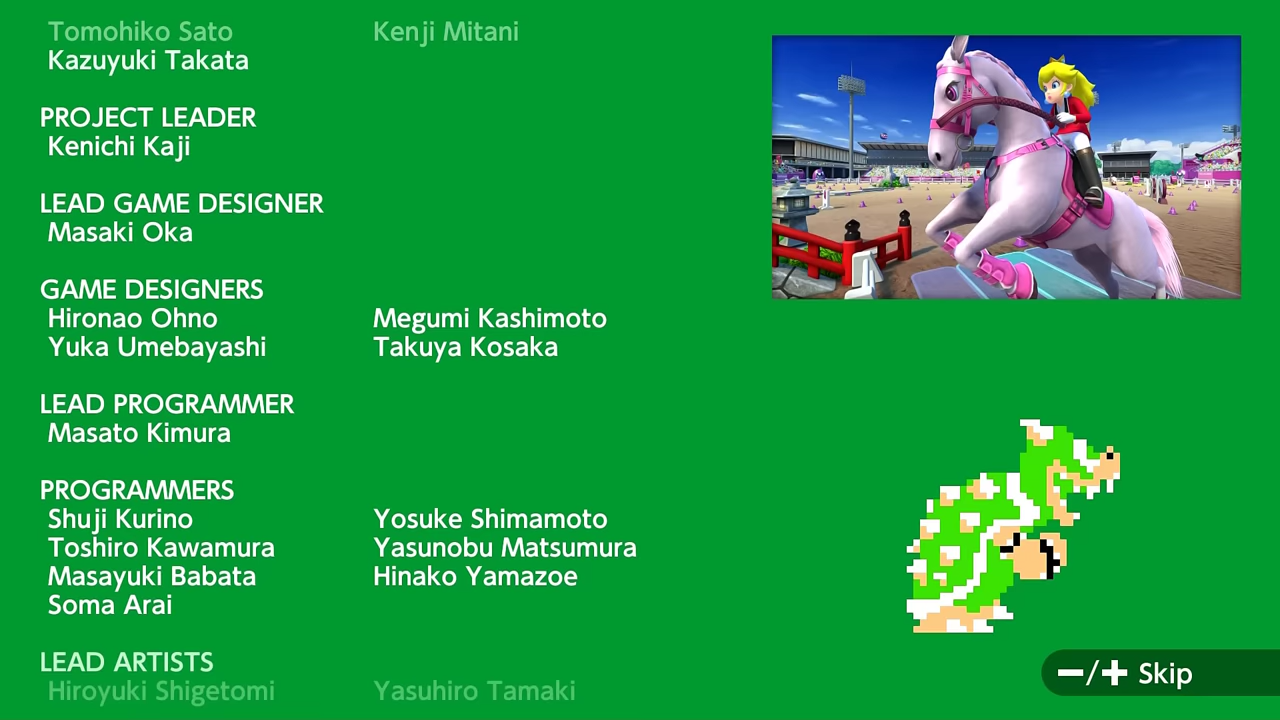 Tomohiko Sato Kenji Mitani
Kazuyuki Takata
PROJECT LEADER
Kenichi Kaji
LEAD GAME DESIGNER
Masaki Oka
GAME DESIGNERS
Hironao Ohno Megumi Kashimoto
Yuka Umebayashi Takuya Kosaka
LEAD PROGRAMMER
Masato Kimura
PROGRAMMERS
Shuji Kurino Yosuke Shimamoto
Toshiro Kawamura Yasunobu Matsumura
Masayuki Babata Hinako Yamazoe
Soma Arai
LEAD ARTISTS
Hiroyuki Shigetomi Yasuhiro Tamaki
−/+ Skip